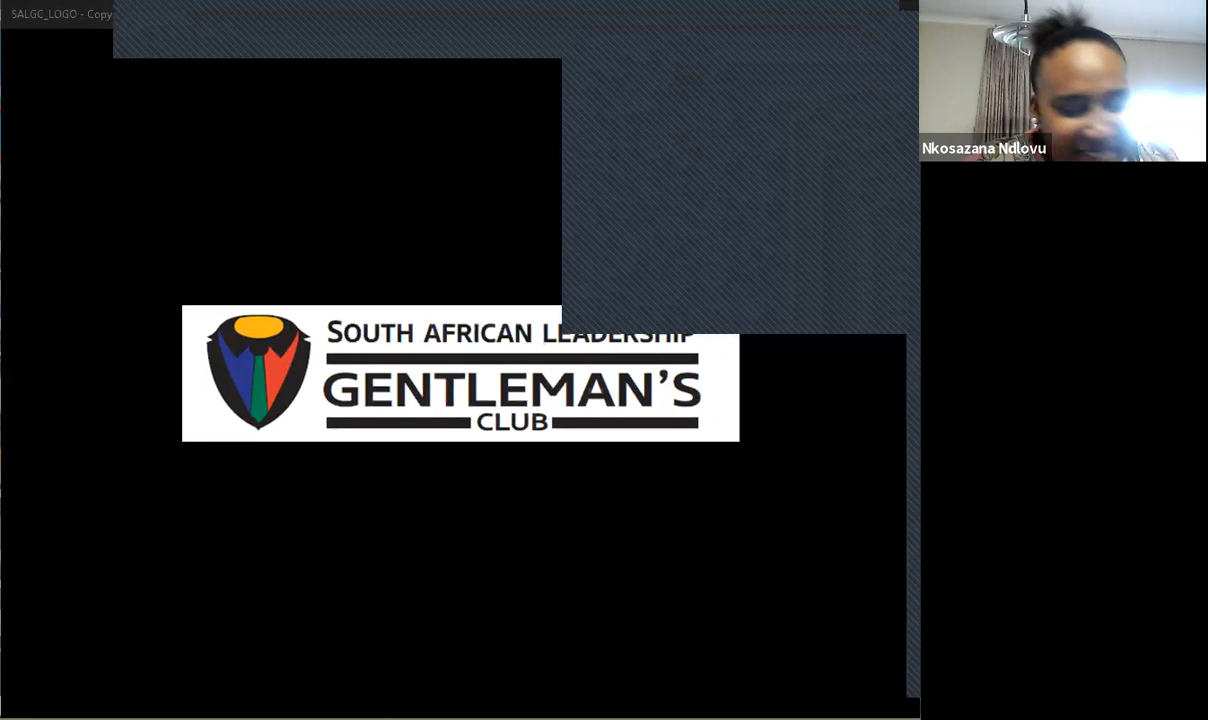 SALGC_LOGO - Copy
Nkosazana Ndlovu
SOUTH AFRICAN LEADERSHIP
GENTLEMAN'S
CLUB